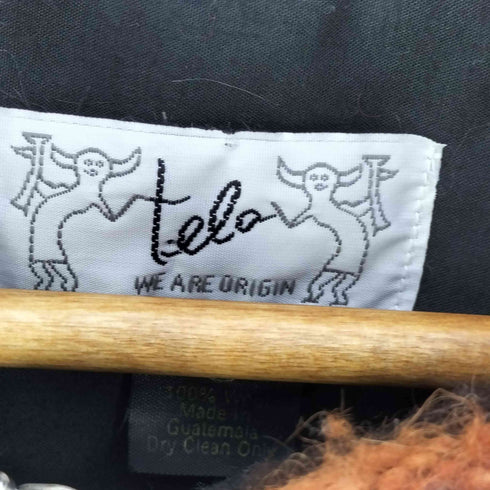 tela
WE ARE ORIGIN
100%
Made in
Guatemala
Dry Clean Only